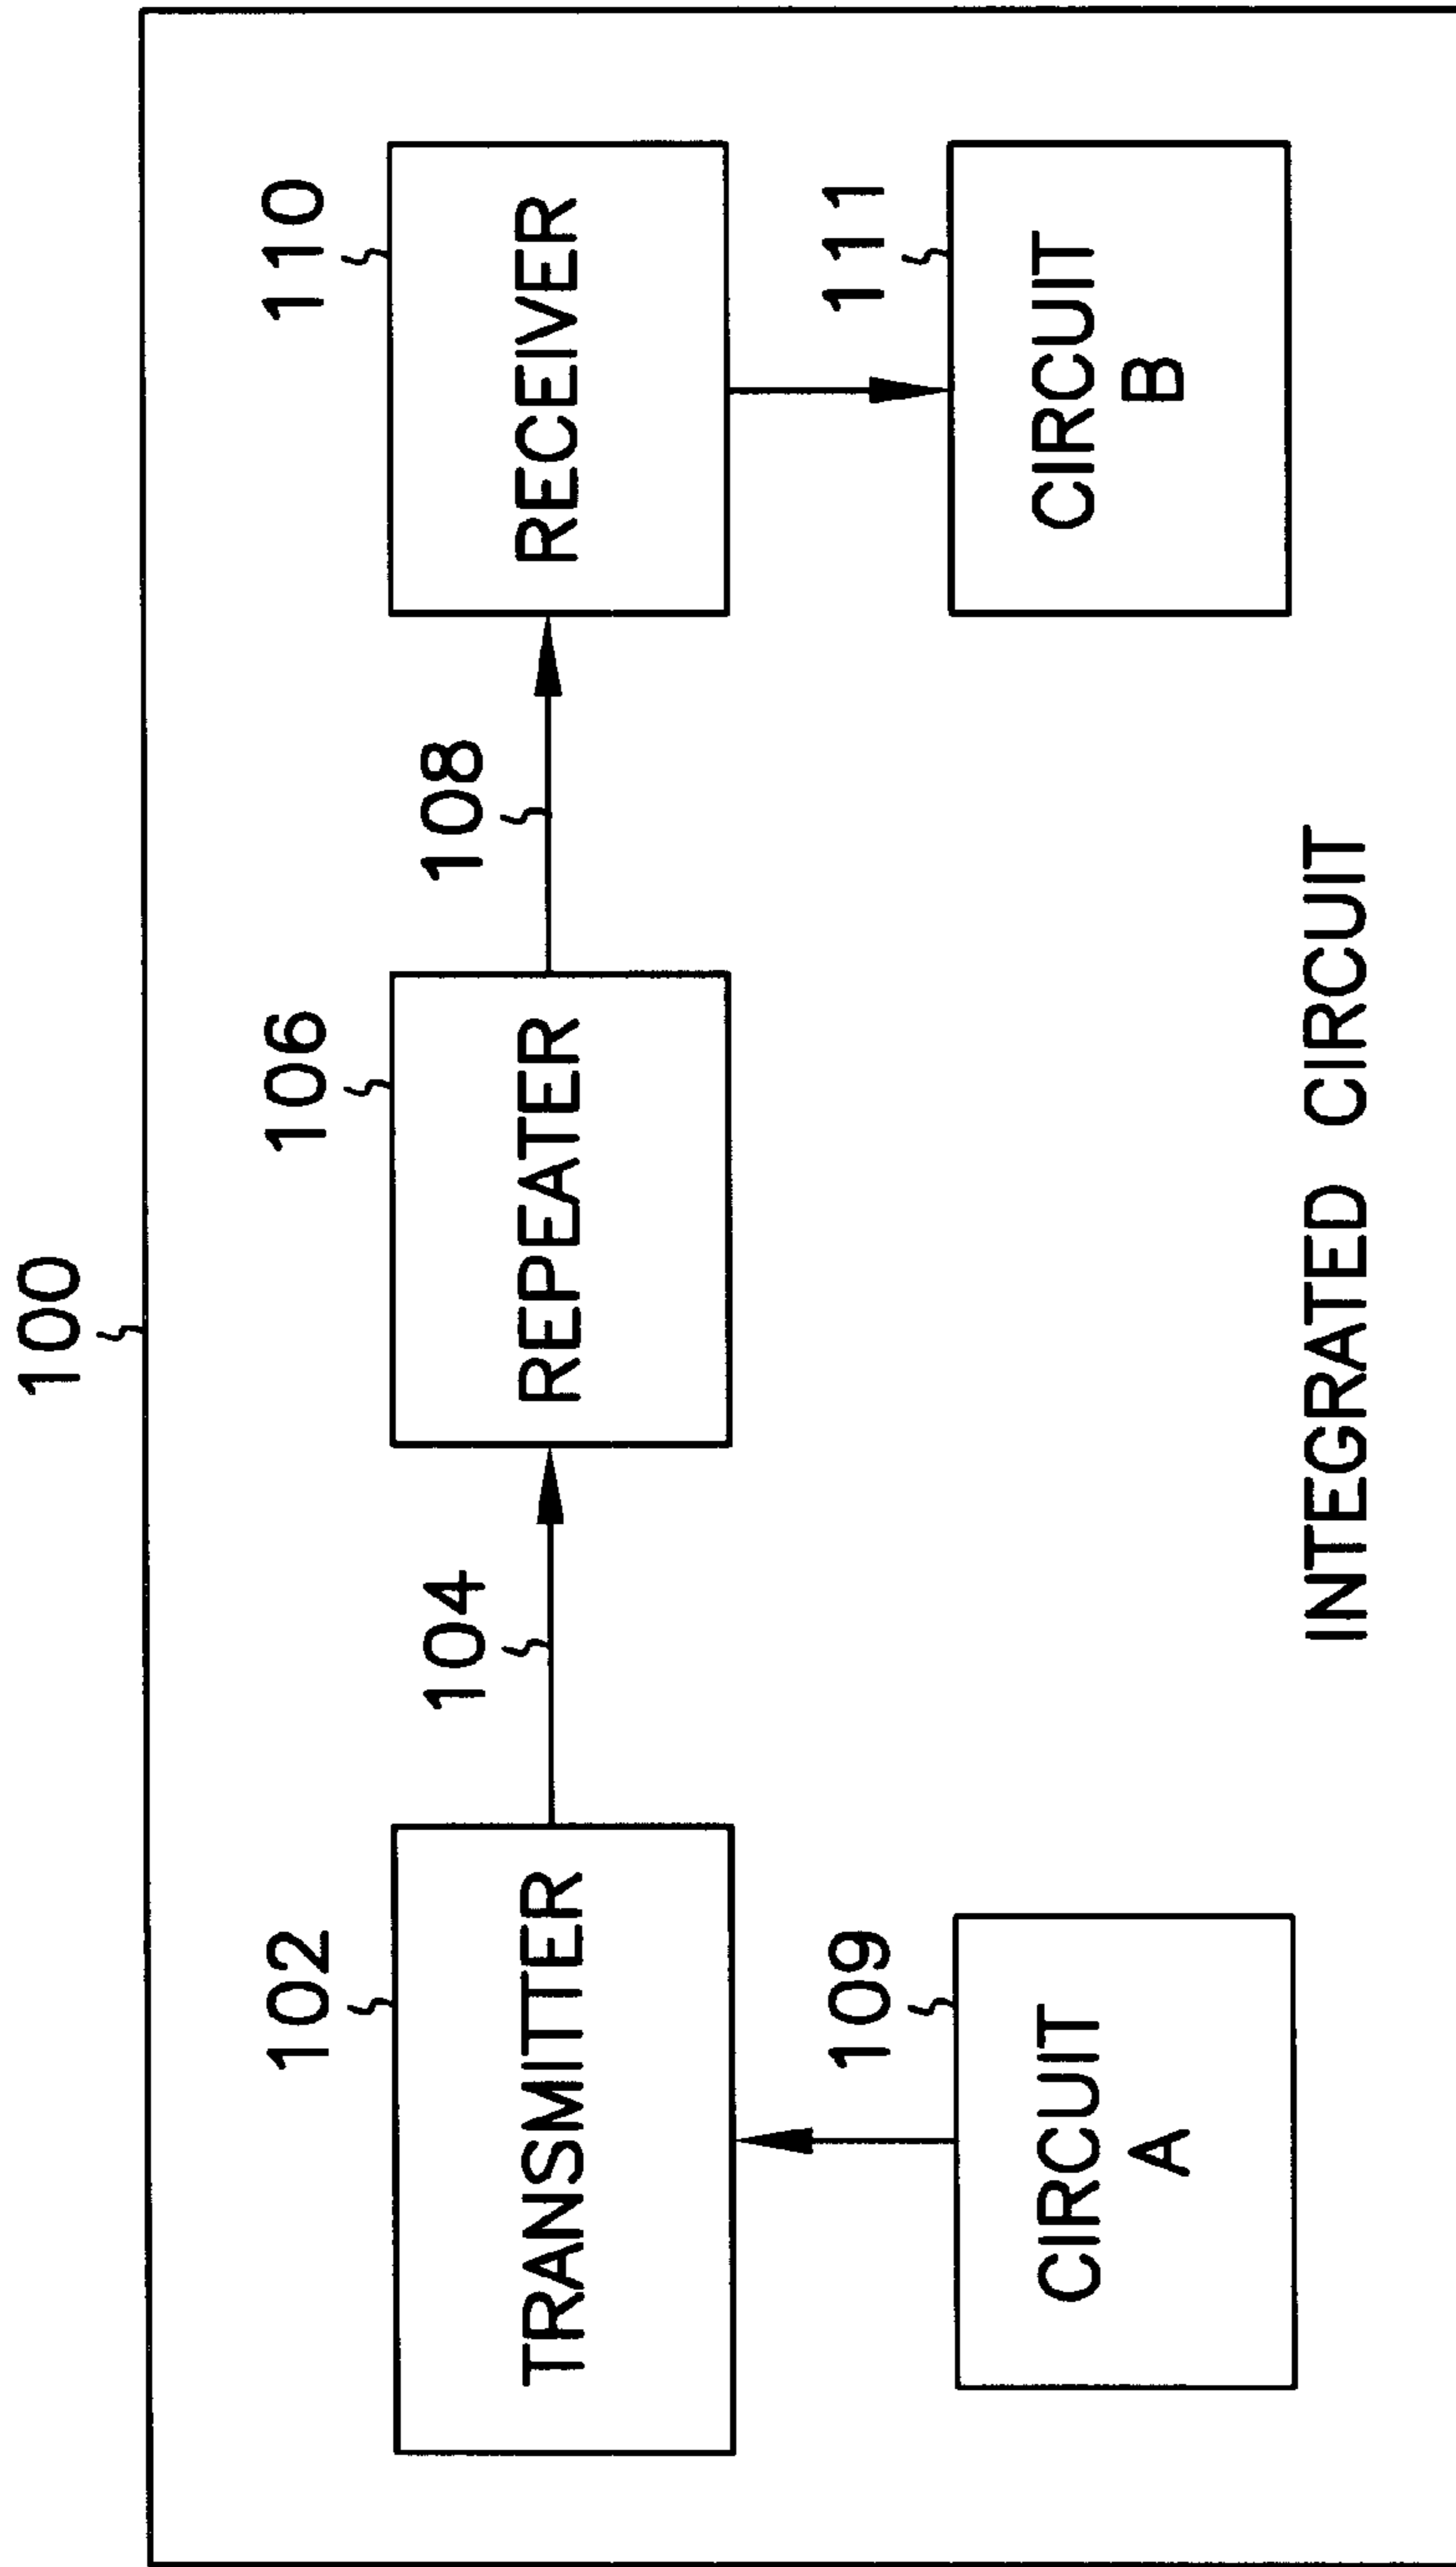 100
102
TRANSMITTER
104
106
REPEATER
108
110
RECEIVER
109
CIRCUIT
A
111
CIRCUIT
B
INTEGRATED CIRCUIT